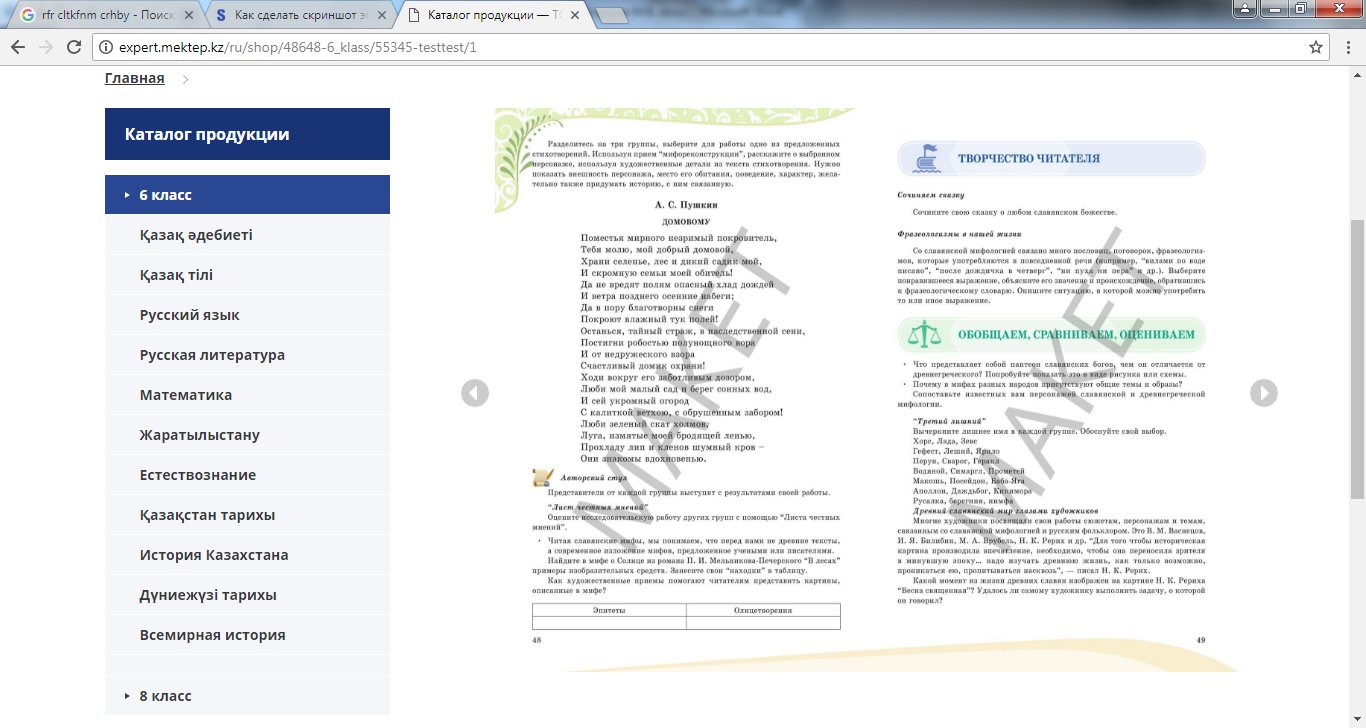 rfr cltkfnm crhby - Поиск
Как сделать скриншот эк
Каталог продукции — ТО
expert.mektep.kz/ru/shop/48648-6_klass/55345-testtest/1
Главная
Каталог продукции
6 класс
Қазақ әдебиеті
Қазақ тілі
Русский язык
Русская литература
Математика
Жаратылыстану
Естествознание
Қазақстан тарихы
История Казахстана
Дүниежүзі тарихы
Всемирная история
8 класс
Разделитесь на три группы, выберите для работы одно из предложенных
стихотворений. Используя прием “мифореконструкции”, расскажите о выбранном
персонаже, используя художественные детали из текста стихотворения. Нужно
показать внешность персонажа, место его обитания, поведение, характер, жела-
тельно также придумать историю, с ним связанную.
А. С. Пушкин
ДОМОВОМУ
Поместья мирного незримый покровитель,
Тебя молю, мой добрый домовой,
Храни селенье, лес и дикий садик мой,
И скромную семьи моей обитель!
Да не вредят полям опасный хлад дождей
И ветра позднего осенние набеги;
Да в пору благотворны снеги
Покроют влажный тук полей!
Останься, тайный страж, в наследственной сени,
Постигни робостью полунощного вора
И от недружеского взора
Счастливый домик охрани!
Ходи вокруг его заботливым дозором,
Люби мой малый сад и берег сонных вод,
И сей укромный огород
С калиткой ветхою, с обрушенным забором!
Люби зеленый скат холмов,
Луга, измятые моей бродящей ленью,
Прохладу лип и кленов шумный кров –
Они знакомы вдохновенью.
Авторский стул
Представители от каждой группы выступят с результатами своей работы.
“Лист честных мнений”
Оцените исследовательскую работу других групп с помощью “Листа честных
мнений”.
• Читая славянские мифы, мы понимаем, что перед нами не древние тексты,
а современное изложение мифов, предложенное учеными или писателями.
Найдите в мифе о Солнце из романа П. И. Мельникова-Печерского “В лесах”
примеры изобразительных средств. Занесите свои “находки” в таблицу.
Как художественные приемы помогают читателям представить картины,
описанные в мифе?
Эпитеты Олицетворения
48
МАКЕТ
ТВОРЧЕСТВО ЧИТАТЕЛЯ
Сочиняем сказку
Сочините свою сказку о любом славянском божестве.
Фразеологизмы в нашей жизни
Со славянской мифологией связано много пословиц, поговорок, фразеологиз-
мов, которые употребляются в повседневной речи (например, “вилами по воде
писано”, “после дождичка в четверг”, “ни пуха ни пера” и др.). Выберите
понравившееся выражение, объясните его значение и происхождение, обратившись
к фразеологическому словарю. Опишите ситуацию, в которой можно употребить
то или иное выражение.
ОБОБЩАЕМ, СРАВНИВАЕМ, ОЦЕНИВАЕМ
• Что представляет собой пантеон славянских богов, чем он отличается от
древнегреческого? Попробуйте показать это в виде рисунка или схемы.
• Почему в мифах разных народов присутствуют общие темы и образы?
Сопоставьте известных вам персонажей славянской и древнегреческой
мифологии.
“Третий лишний”
Вычеркните лишнее имя в каждой группе. Обоснуйте свой выбор.
Хорс, Лада, Зевс
Гефест, Леший, Ярило
Перун, Сварог, Геракл
Водяной, Симаргл, Прометей
Макошь, Посейдон, Баба-Яга
Аполлон, Даждьбог, Кикимора
Русалка, берегиня, нимфа
Древний славянский мир глазами художников
Многие художники посвящали свои работы сюжетам, персонажам и темам,
связанным со славянской мифологией и русским фольклором. Это В. М. Васнецов,
И. Я. Билибин, М. А. Врубель, Н. К. Рерих и др. “Для того чтобы историческая
картина производила впечатление, необходимо, чтобы она переносила зрителя
в минувшую эпоху... надо изучать древнюю жизнь, как только возможно,
проникаться ею, пропитываться насквозь”, — писал Н. К. Рерих.
Какой момент из жизни древних славян изображен на картине Н. К. Рериха
“Весна священная”? Удалось ли самому художнику выполнить задачу, о которой
он говорил?
49
МАКЕТ